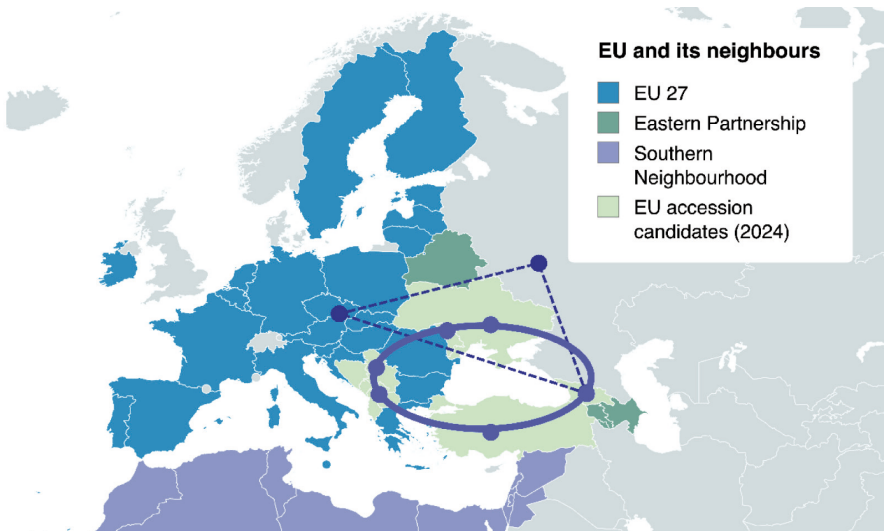 EU and its neighbours
EU 27
Eastern Partnership
Southern
Neighbourhood
EU accession
candidates (2024)